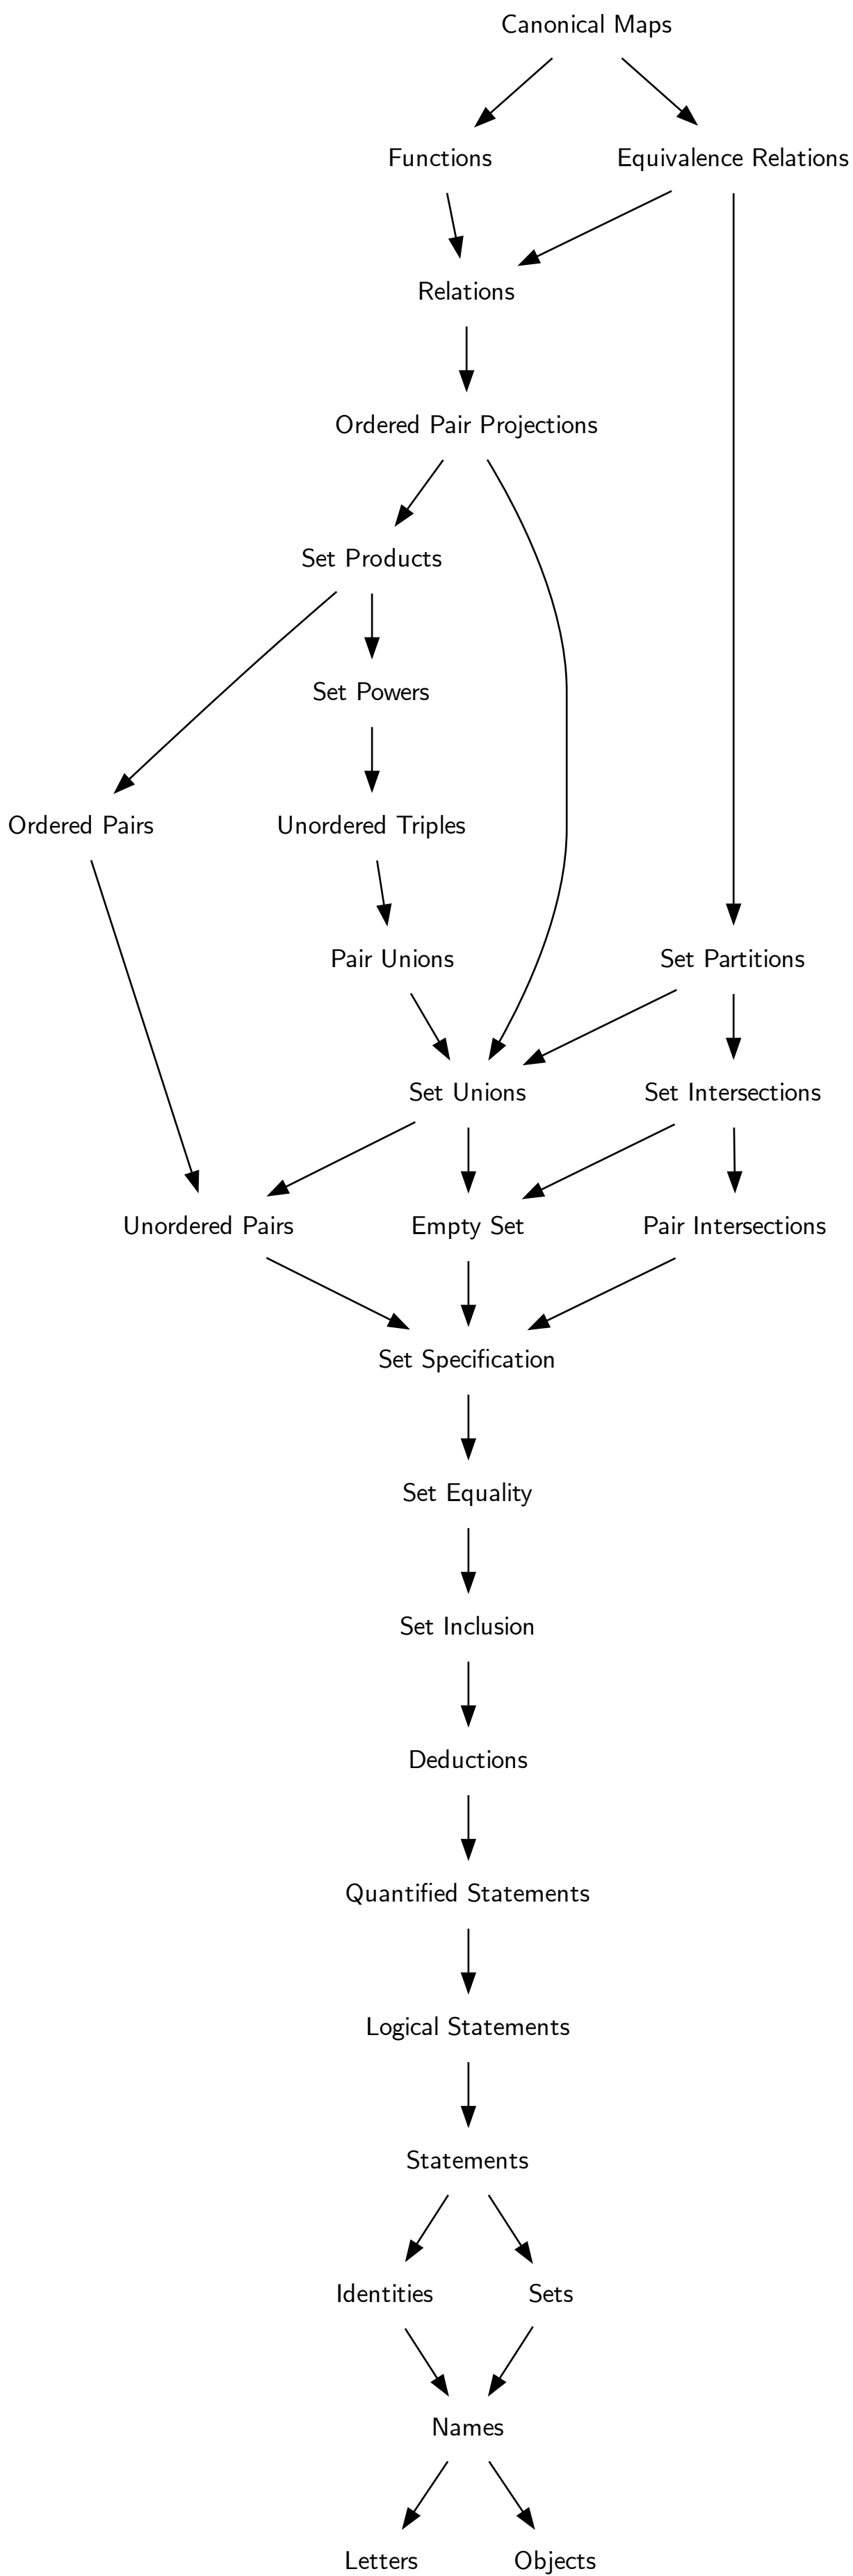 Canonical Maps
Functions
Equivalence Relations
Relations
Ordered Pair Projections
Set Products
Set Powers
Ordered Pairs
Unordered Triples
Pair Unions
Set Partitions
Set Unions
Set Intersections
Unordered Pairs
Empty Set
Pair Intersections
Set Specification
Set Equality
Set Inclusion
Deductions
Quantified Statements
Logical Statements
Statements
Identities
Sets
Names
Letters
Objects